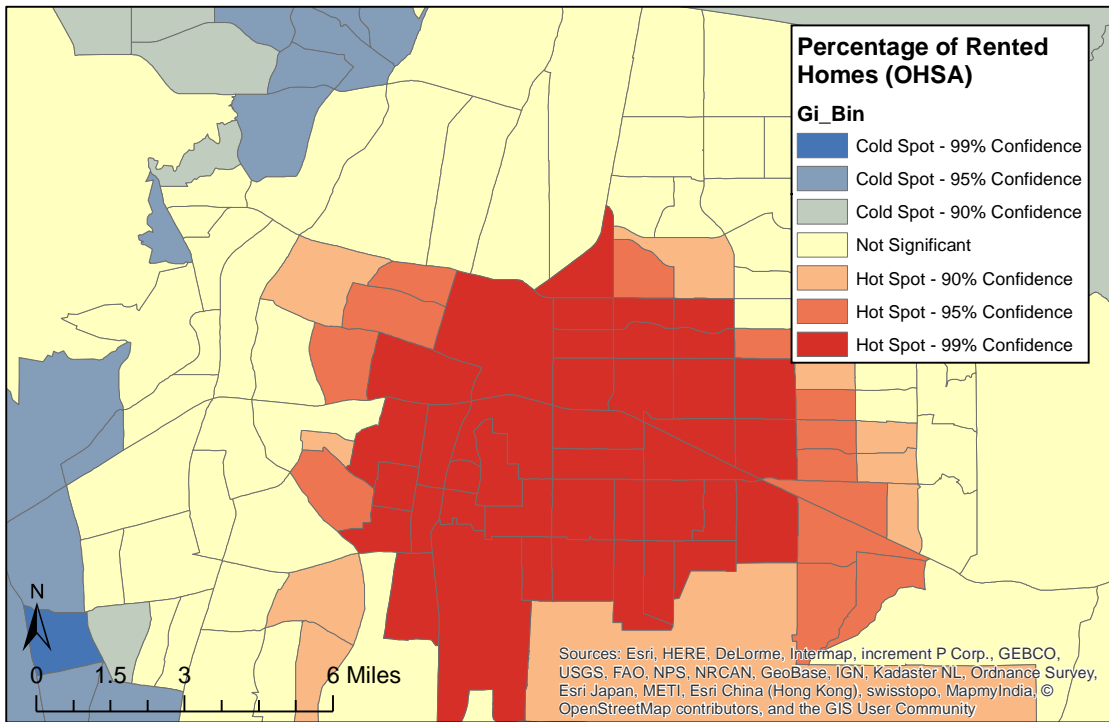 Percentage of Rented
Homes (OHSA)
Gi_Bin
Cold Spot - 99% Confidence
Cold Spot - 95% Confidence
Cold Spot - 90% Confidence
Not Significant
Hot Spot - 90% Confidence
Hot Spot - 95% Confidence
Hot Spot - 99% Confidence
N
0 1.5 3 6 Miles
Sources: Esri, HERE, DeLorme, Intermap, increment P Corp., GEBCO,
USGS, FAO, NPS, NRCAN, GeoBase, IGN, Kadaster NL, Ordnance Survey,
Esri Japan, METI, Esri China (Hong Kong), swisstopo, MapmyIndia, ©
OpenStreetMap contributors, and the GIS User Community